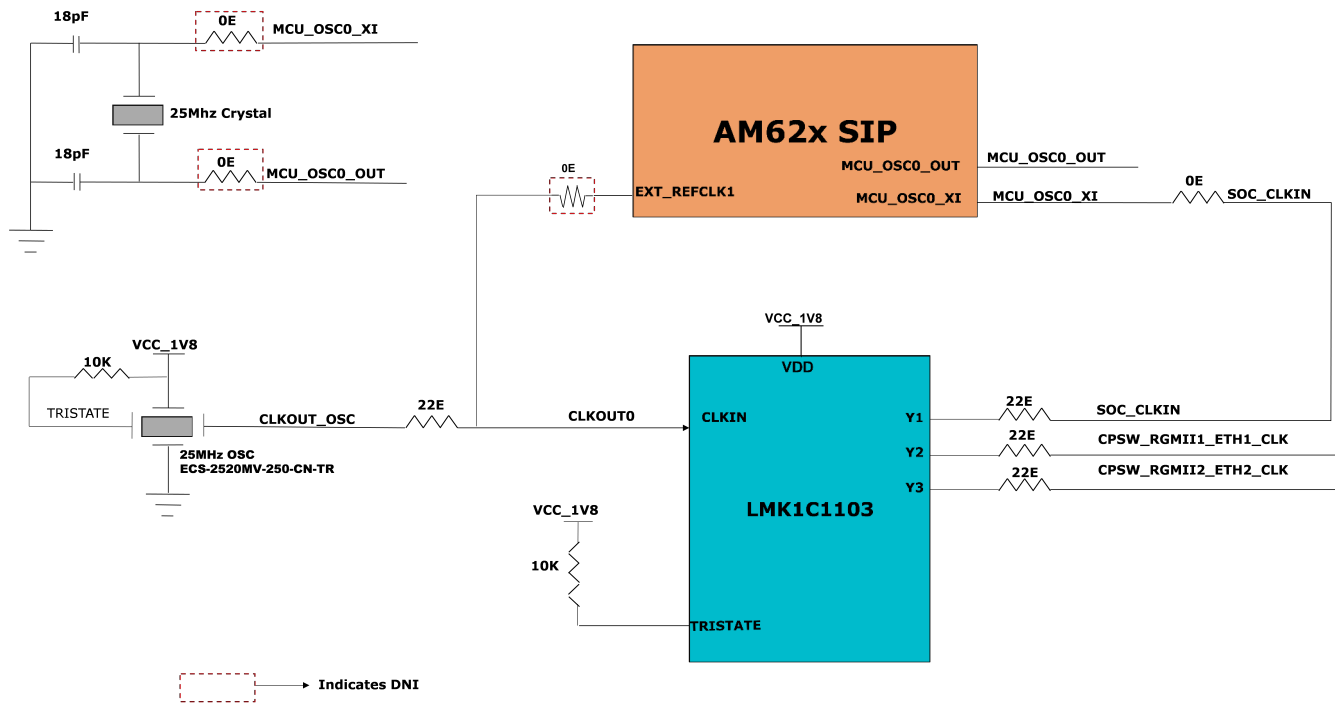 18pF
0E
MCU_OSC0_XI
25Mhz Crystal
18pF
0E
MCU_OSC0_OUT
AM62x SIP
MCU_OSC0_OUT
MCU_OSC0_OUT
0E
EXT_REFCLK1
MCU_OSC0_XI
MCU_OSC0_XI
0E
SOC_CLKIN
VCC_1V8
10K
TRISTATE
CLKOUT_OSC
22E
25MHz OSC
ECS-2520MV-250-CN-TR
CLKOUT0
VCC_1V8
VDD
CLKIN
Y1
22E
SOC_CLKIN
Y2
22E
CPSW_RGMII1_ETH1_CLK
Y3
22E
CPSW_RGMII2_ETH2_CLK
LMK1C1103
VCC_1V8
10K
TRISTATE
Indicates DNI